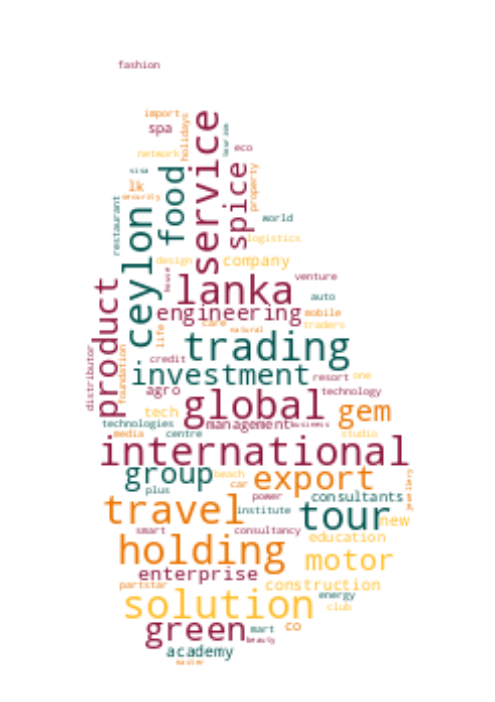 fashion
import
spa
holidays
service
tourism
eco
network
visa
lk
security
food
spice
property
restaurant
ceylon
world
logistics
design
house
company
venture
lanka
auto
product
engineering
mobile
life
care
natural
traders
trading
distributor
foundation
credit
investment
resort
one
agro
technology
tech
global
gem
technologies
management
business
media
centre
studio
international
group
beach
export
jewellery
plus
car
power
consultants
travel
institute
tour
new
smart
consultancy
education
holding
motor
enterprise
partstar
construction
energy
solution
club
green
mart
co
beauty
academy